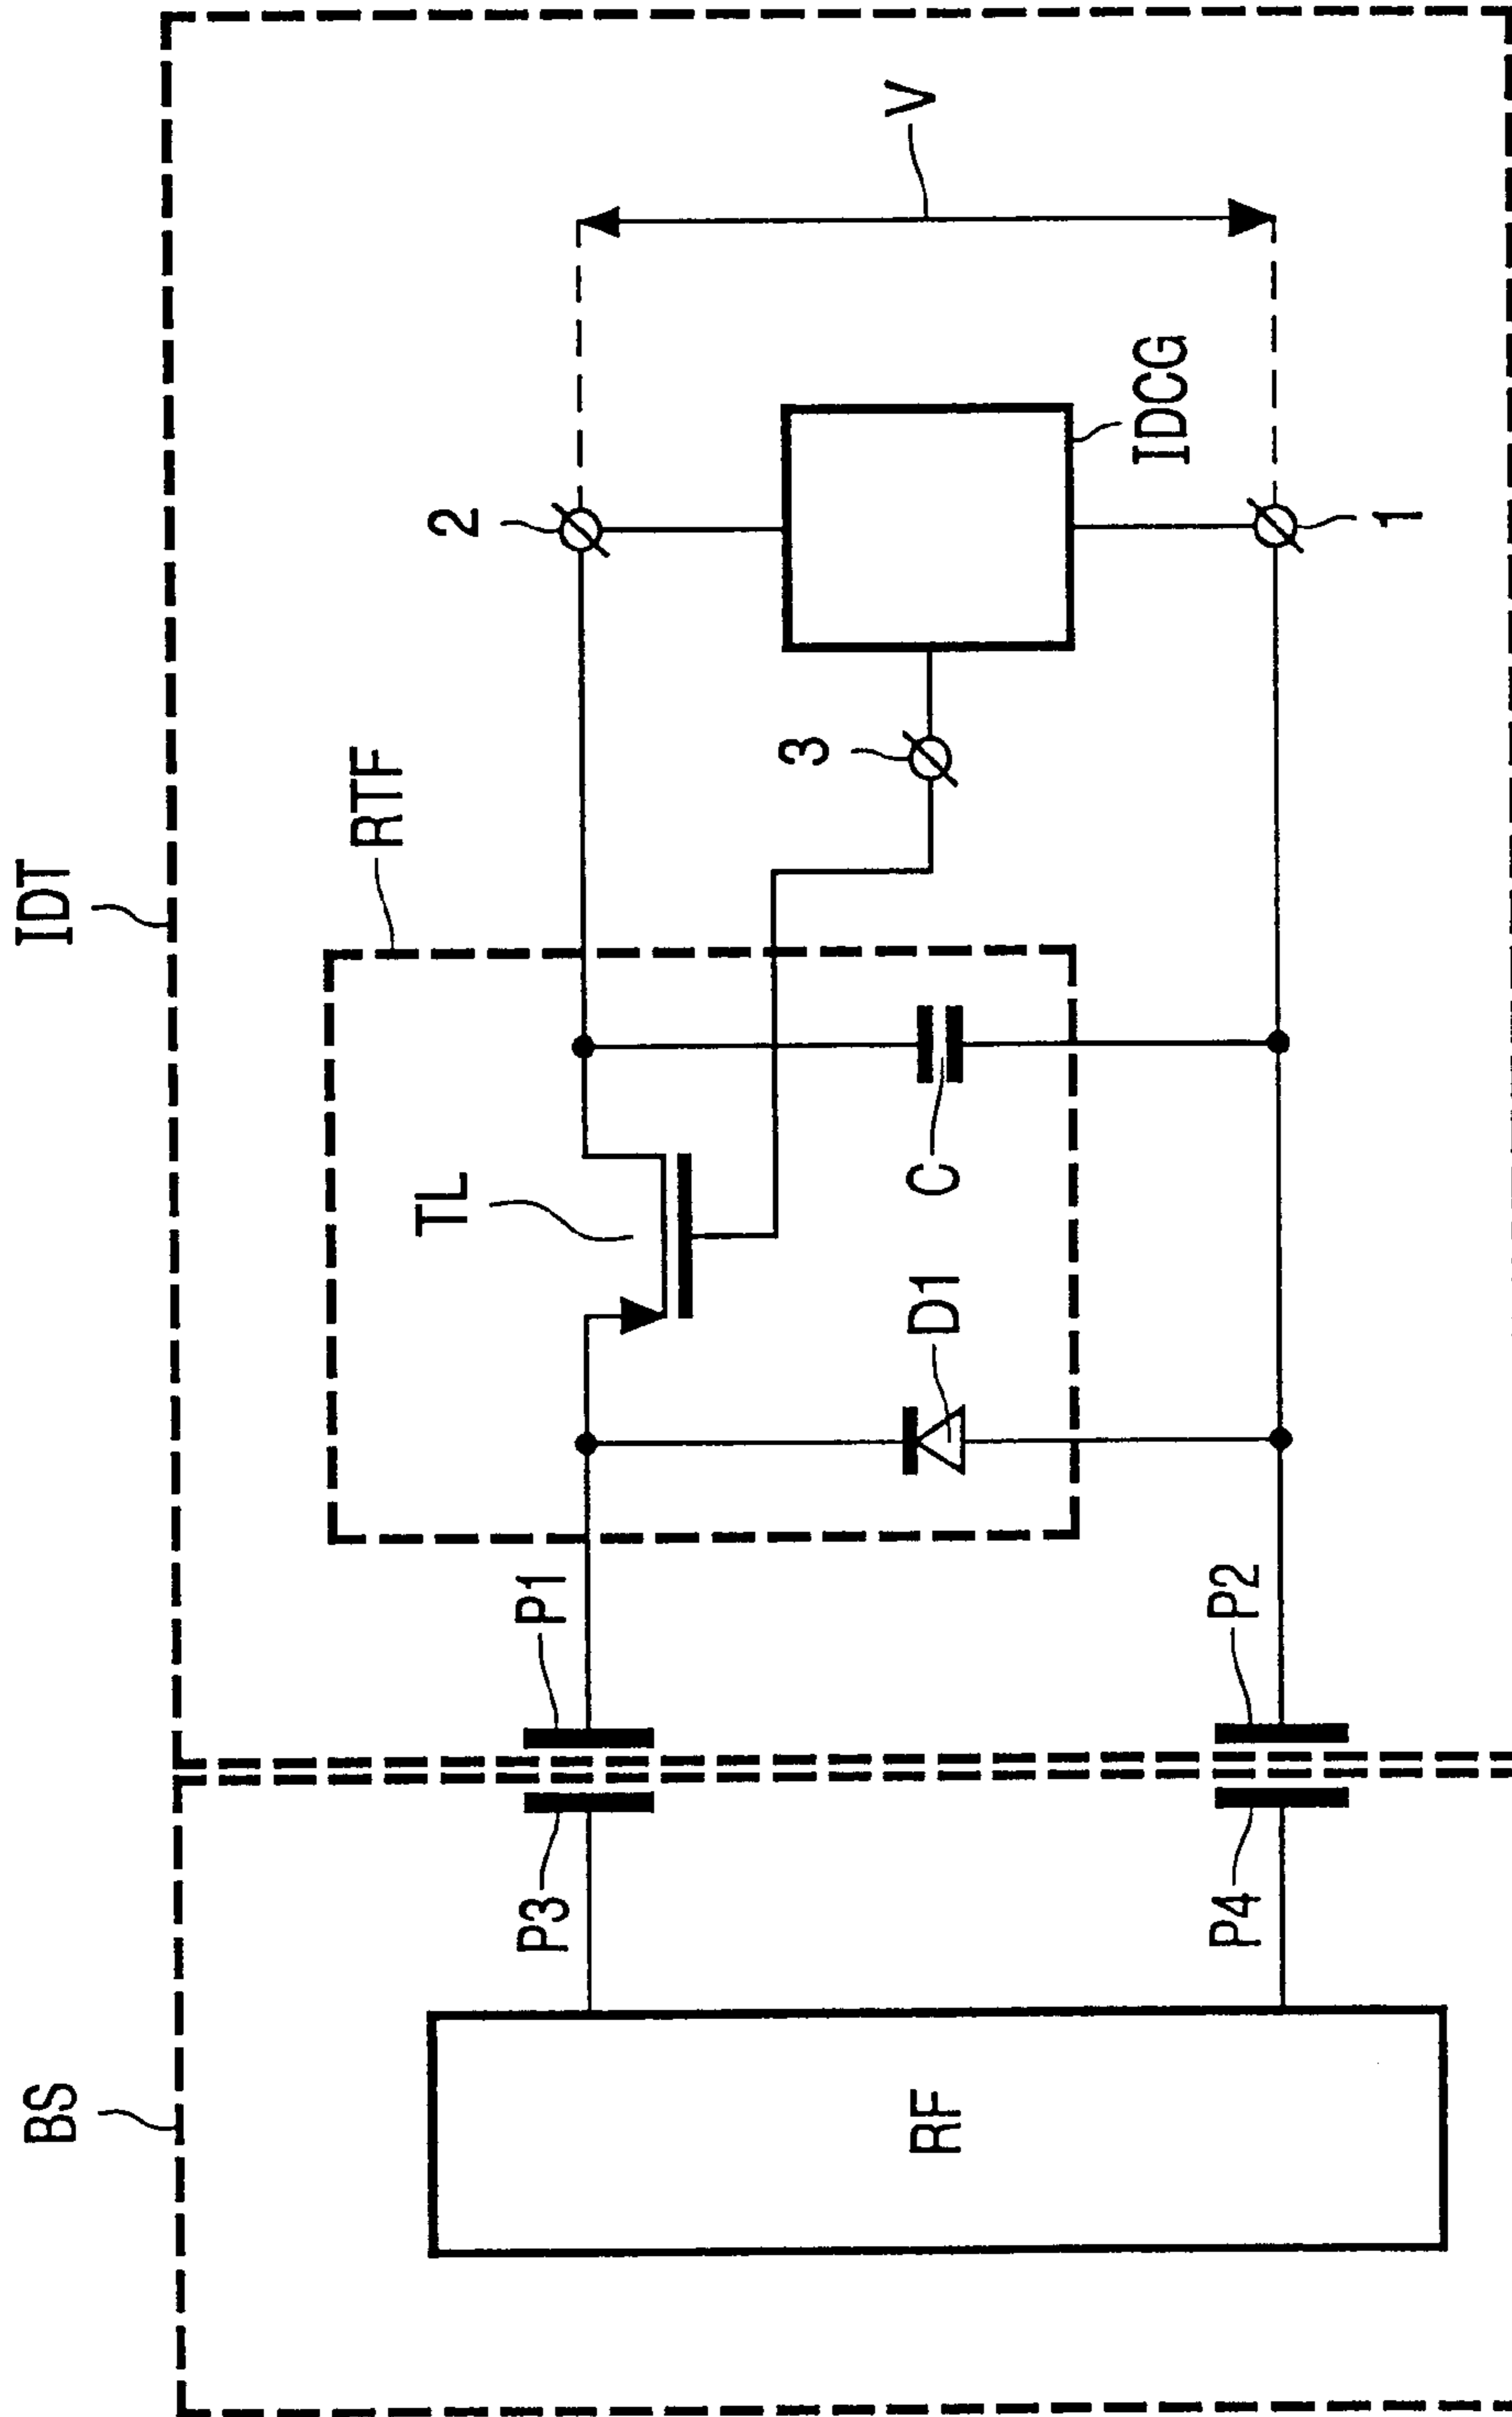 BS
IDT
RTF
RF
P3
P1
TL
2
3
D1
C
IDCG
V
P4
P2
1